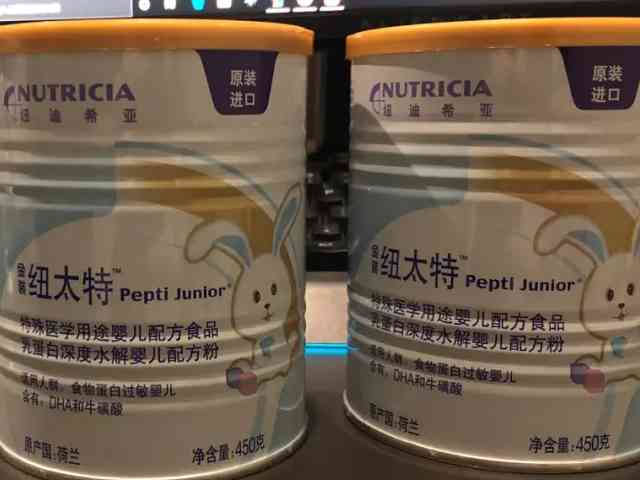 NUTRICIA
纽迪希亚
原装
进口
金装
纽太特™ Pepti Junior®
特殊医学用途婴儿配方食品
乳蛋白深度水解婴儿配方粉
适用人群：食物蛋白过敏婴儿
含有：DHA和牛磺酸
原产国：荷兰
净含量：450克
NUTRICIA
纽迪希亚
原装
进口
金装
纽太特™ Pepti Junior®
特殊医学用途婴儿配方食品
乳蛋白深度水解婴儿配方粉
适用人群：食物蛋白过敏婴儿
含有：DHA和牛磺酸
原产国：荷兰
净含量：450克